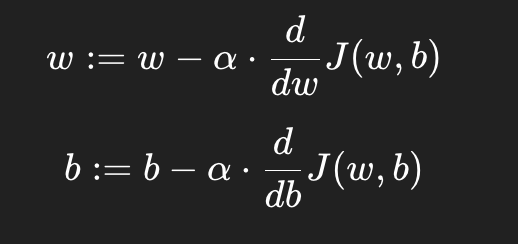 w := w − α · d/dw J(w, b)
b := b − α · d/db J(w, b)